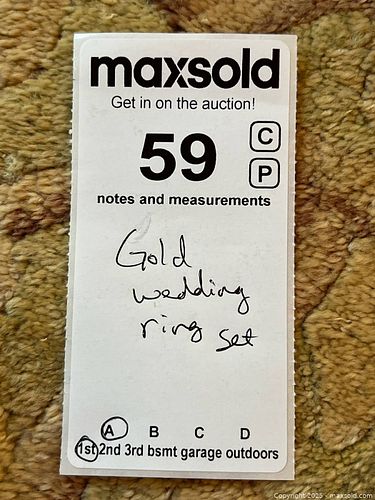 maxsold
Get in on the auction!
59
C
P
notes and measurements
Gold
wedding
ring set
A B C D
1st 2nd 3rd bsmt garage outdoors
Copyright ©2025 - maxsold.com